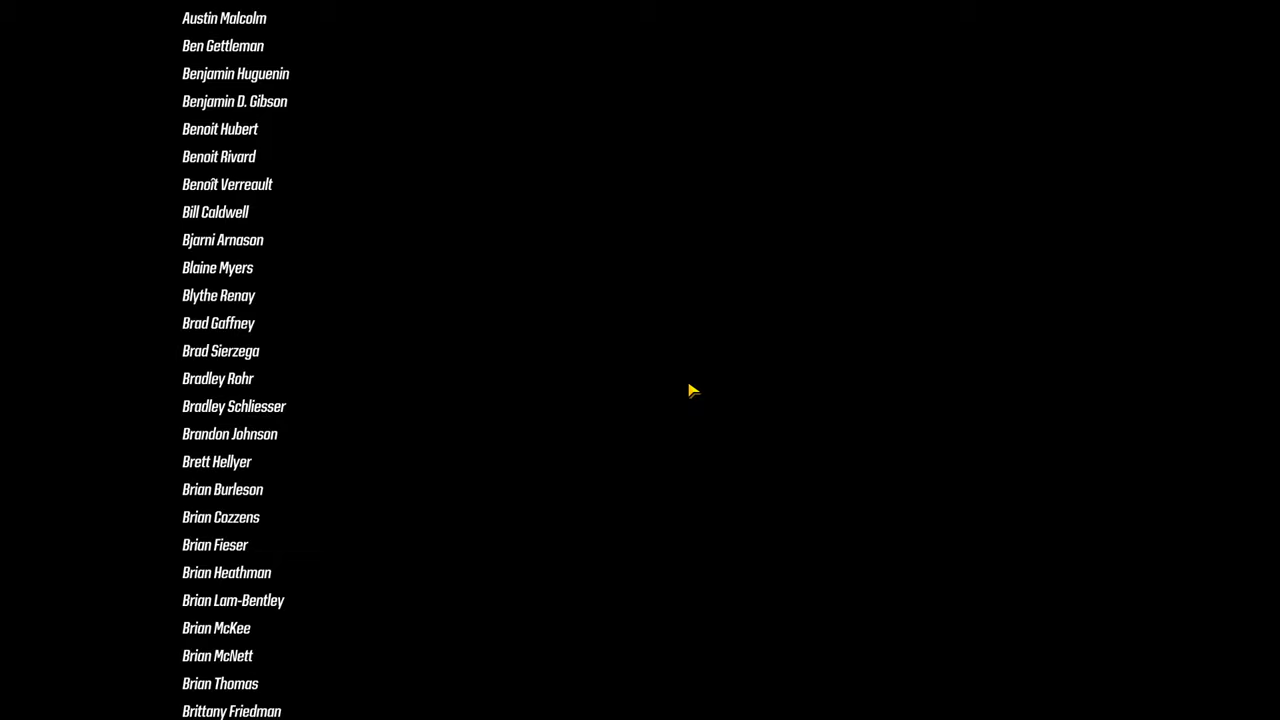 Austin Malcolm
Ben Gettleman
Benjamin Huguenin
Benjamin D. Gibson
Benoit Hubert
Benoit Rivard
Benoît Verreault
Bill Caldwell
Bjarni Arnason
Blaine Myers
Blythe Renay
Brad Gaffney
Brad Sierzega
Bradley Rohr
Bradley Schliesser
Brandon Johnson
Brett Hellyer
Brian Burleson
Brian Cozzens
Brian Fieser
Brian Heathman
Brian Lam-Bentley
Brian McKee
Brian McNett
Brian Thomas
Brittany Friedman